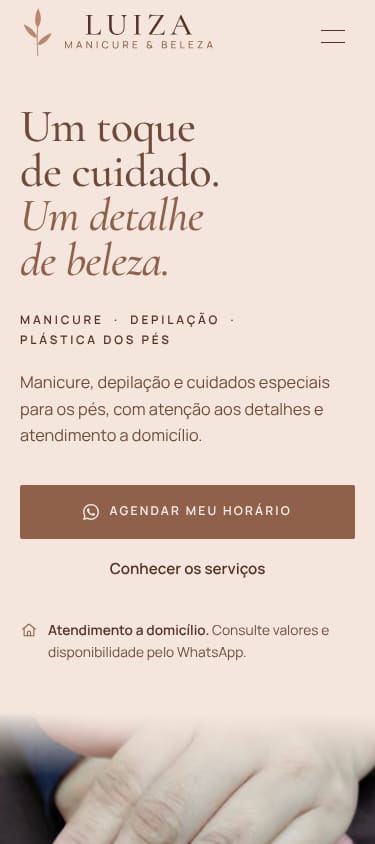 LUIZA
MANICURE & BELEZA
Um toque
de cuidado.
Um detalhe
de beleza.
MANICURE · DEPILAÇÃO ·
PLÁSTICA DOS PÉS
Manicure, depilação e cuidados especiais
para os pés, com atenção aos detalhes e
atendimento a domicílio.
AGENDAR MEU HORÁRIO
Conhecer os serviços
Atendimento a domicílio. Consulte valores e
disponibilidade pelo WhatsApp.